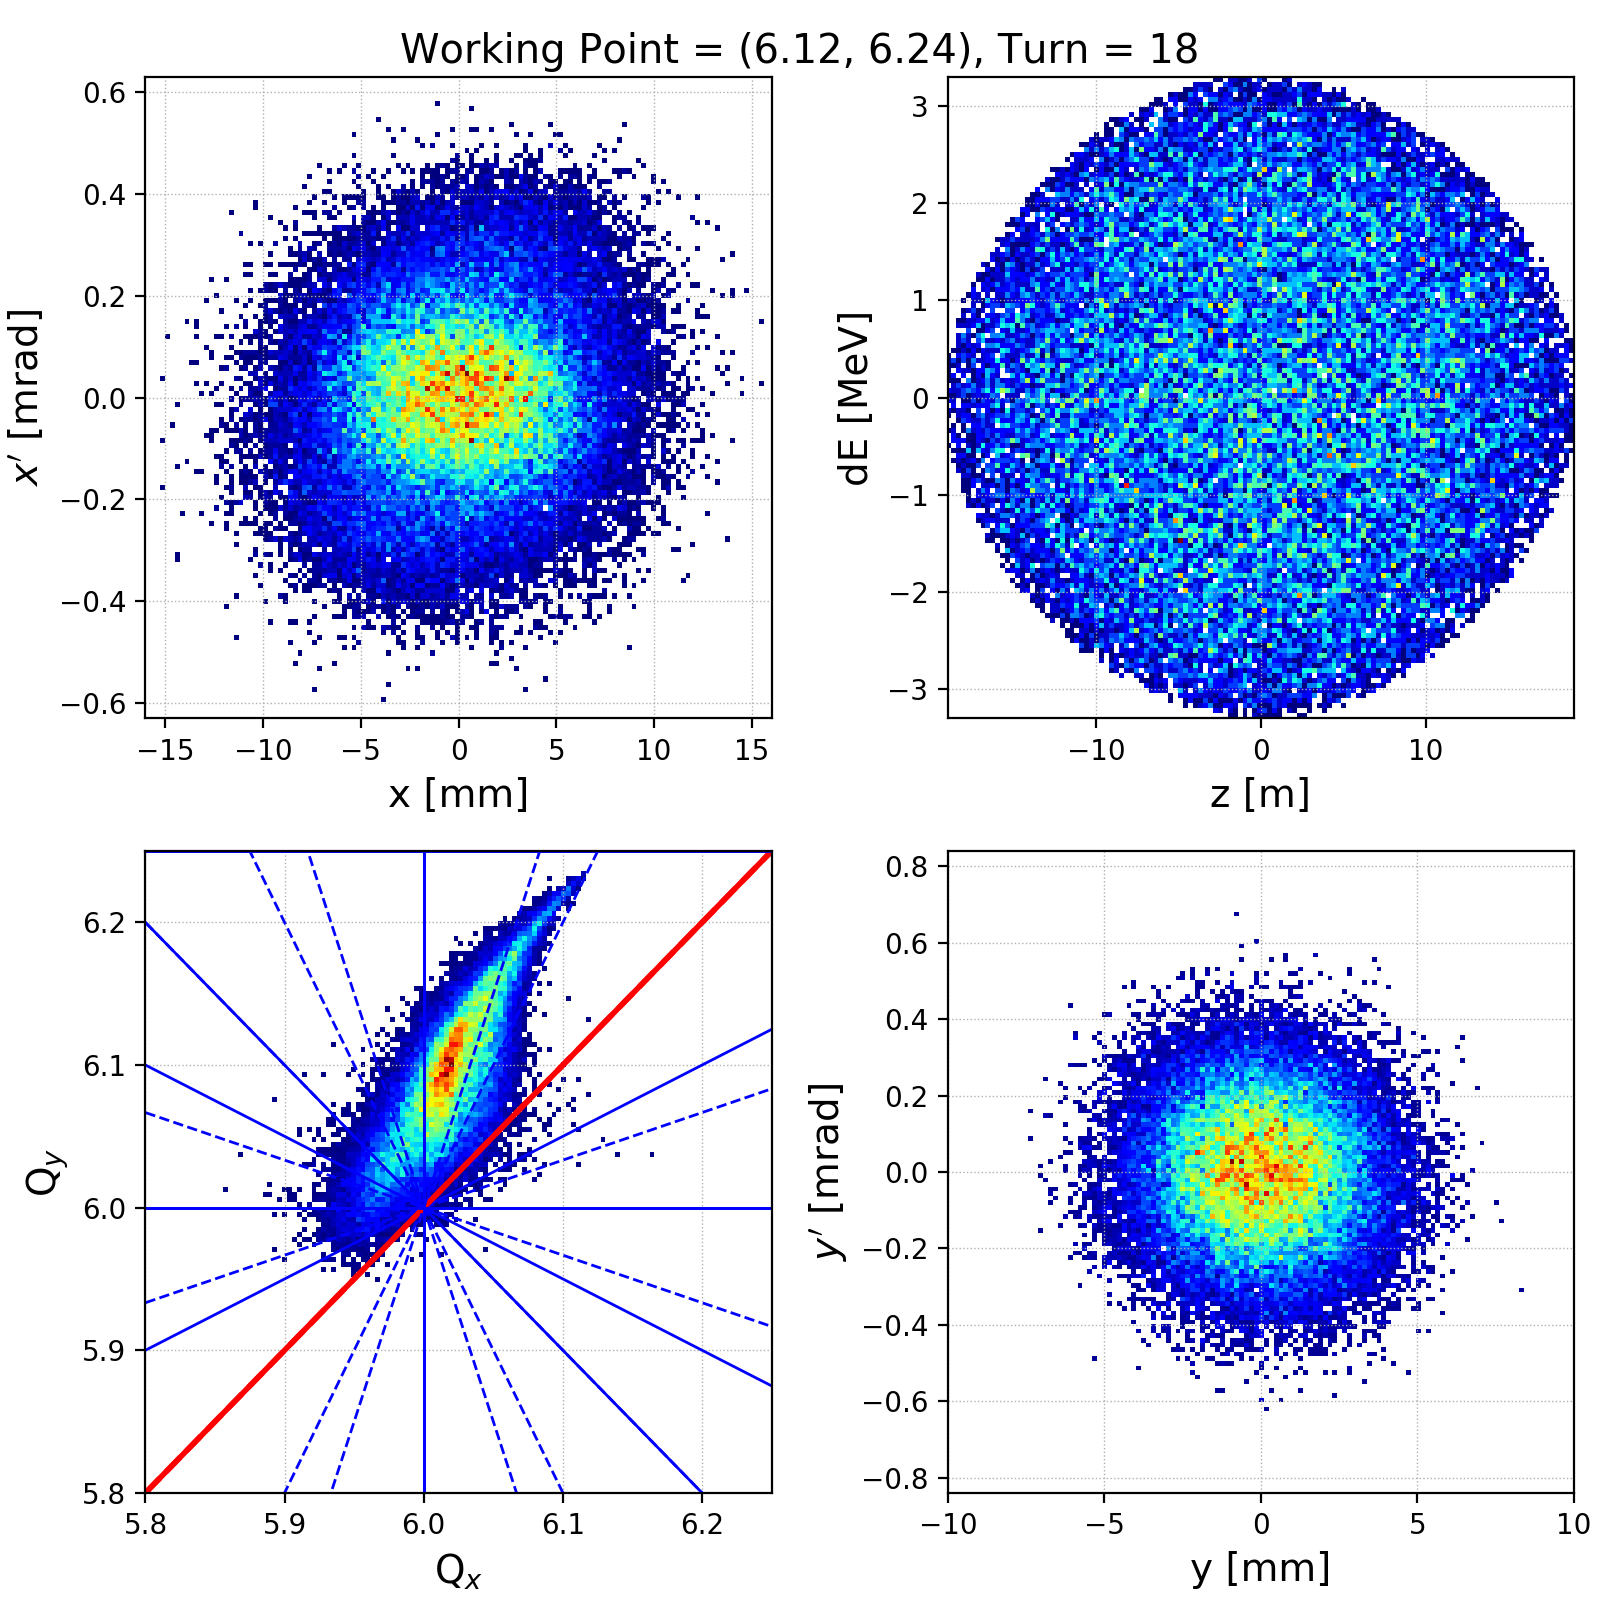 Working Point = (6.12, 6.24), Turn = 18
0.6
0.4
0.2
0.0
−0.2
−0.4
−0.6
x′ [mrad]
−15 −10 −5 0 5 10 15
x [mm]
3
2
1
0
−1
−2
−3
dE [MeV]
−10 0 10
z [m]
6.2
6.1
6.0
5.9
5.8
Qy
5.8 5.9 6.0 6.1 6.2
Qx
0.8
0.6
0.4
0.2
0.0
−0.2
−0.4
−0.6
−0.8
y′ [mrad]
−10 −5 0 5 10
y [mm]